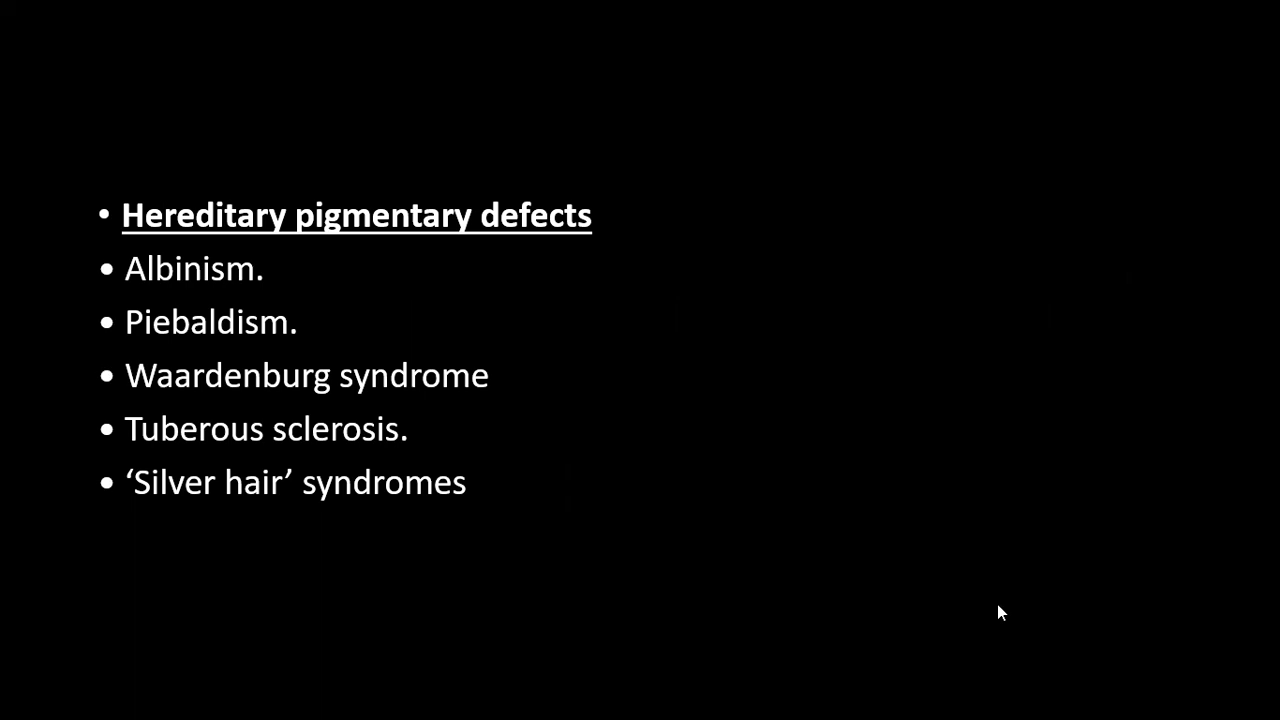 • Hereditary pigmentary defects
• Albinism.
• Piebaldism.
• Waardenburg syndrome
• Tuberous sclerosis.
• ‘Silver hair’ syndromes